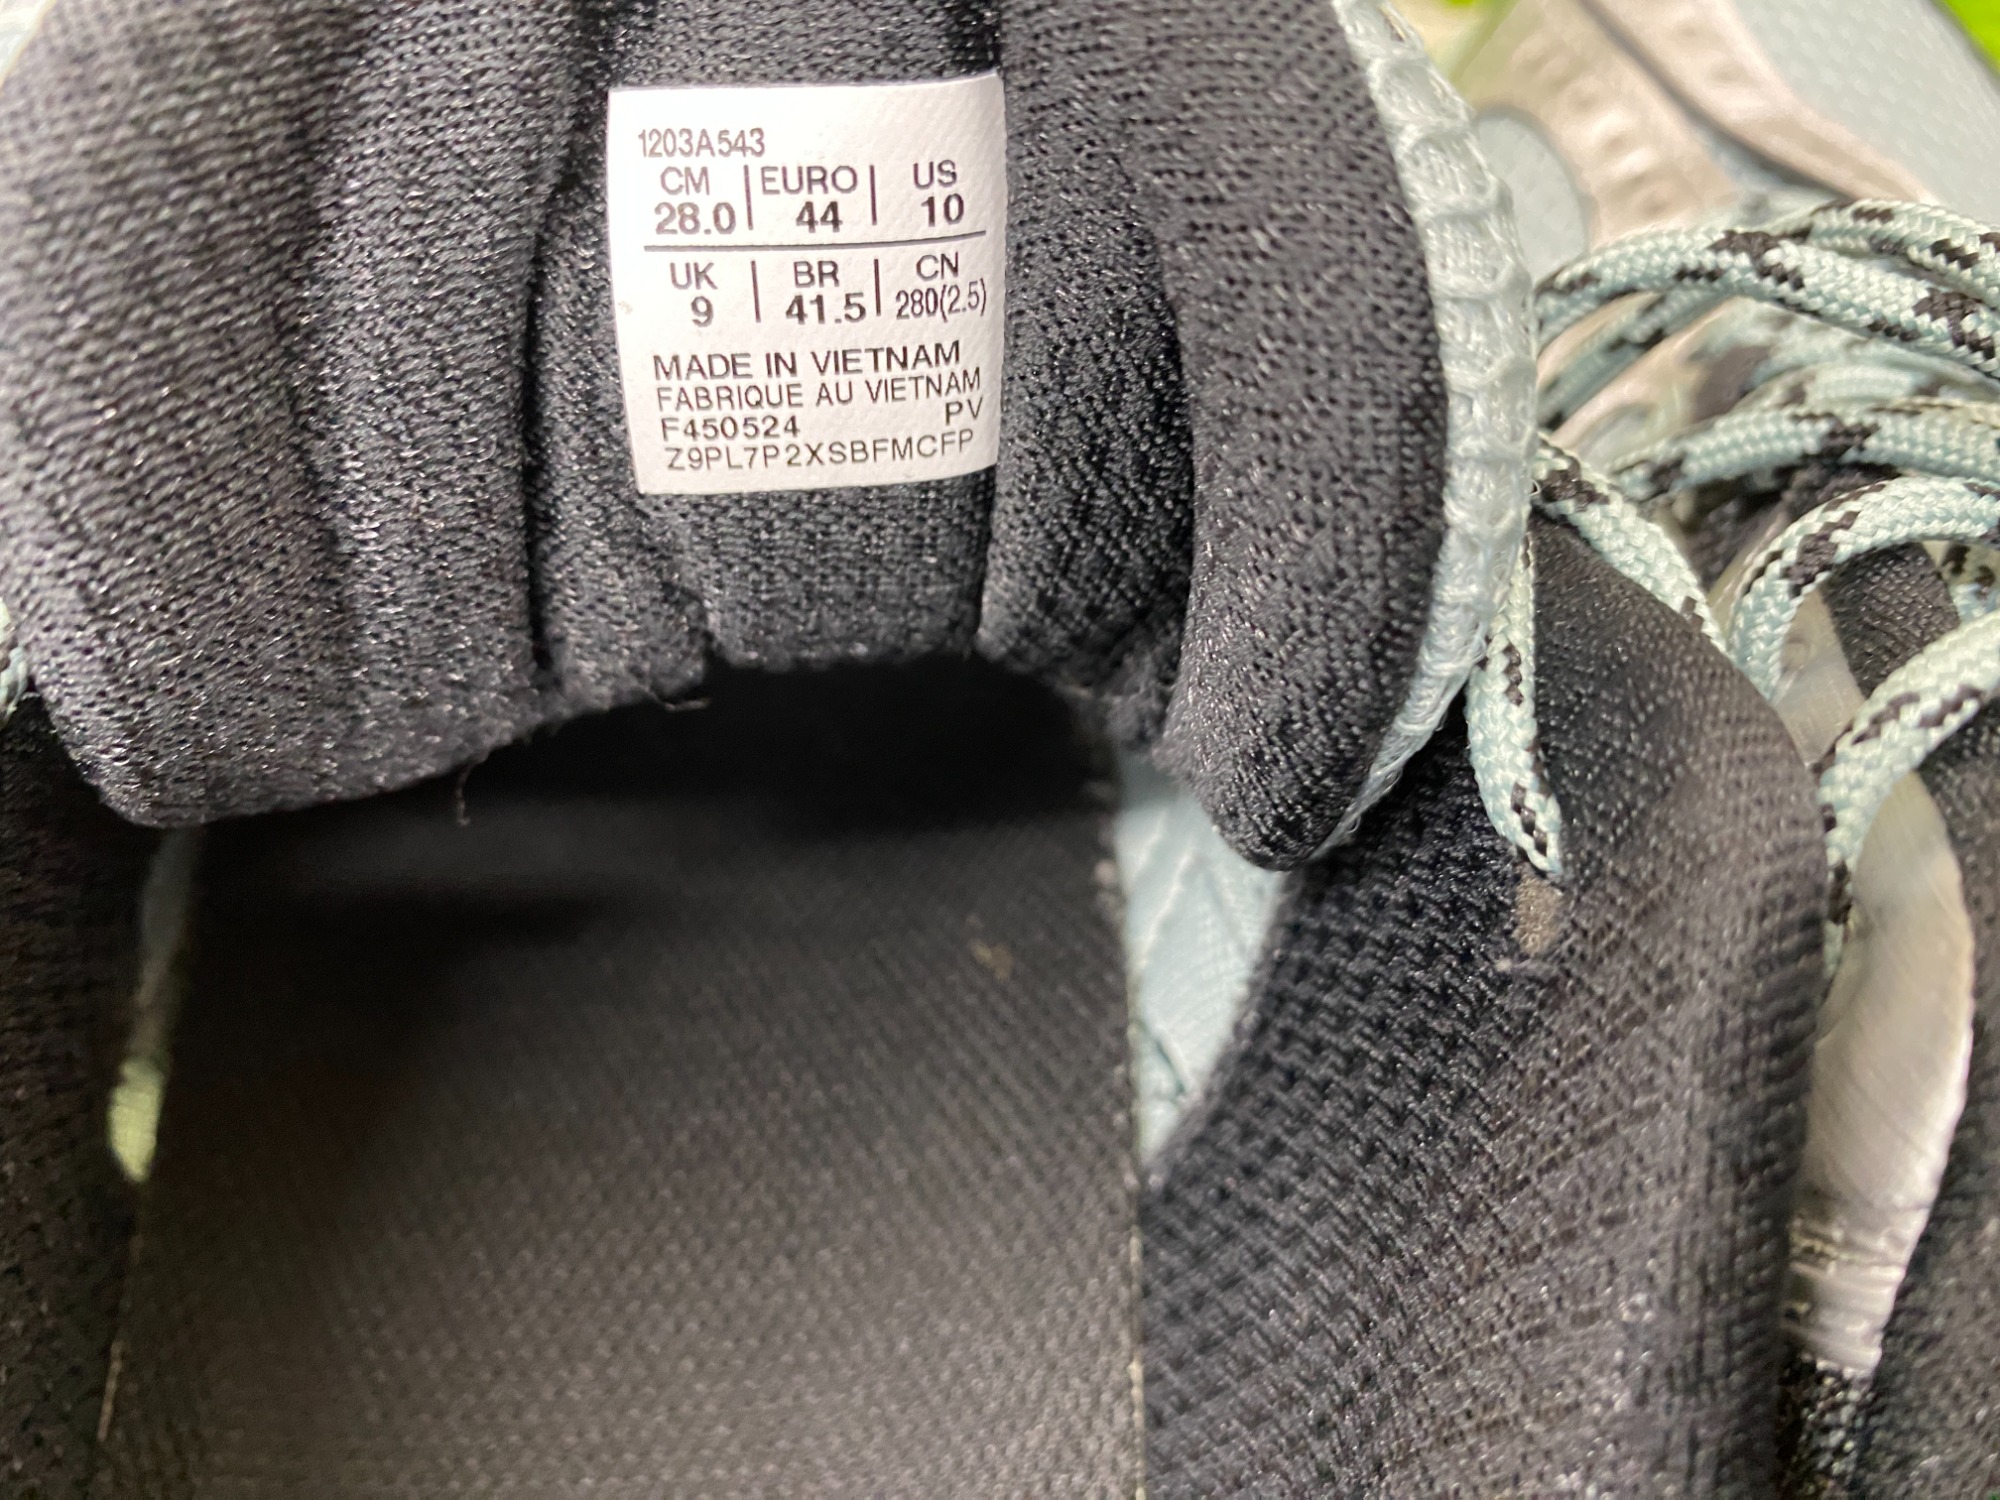 1203A543
CM | EURO | US
28.0 | 44 | 10
UK | BR | CN
9 | 41.5 | 280(2.5)
MADE IN VIETNAM
FABRIQUE AU VIETNAM
F450524 PV
Z9PL7P2XSBFMCFP